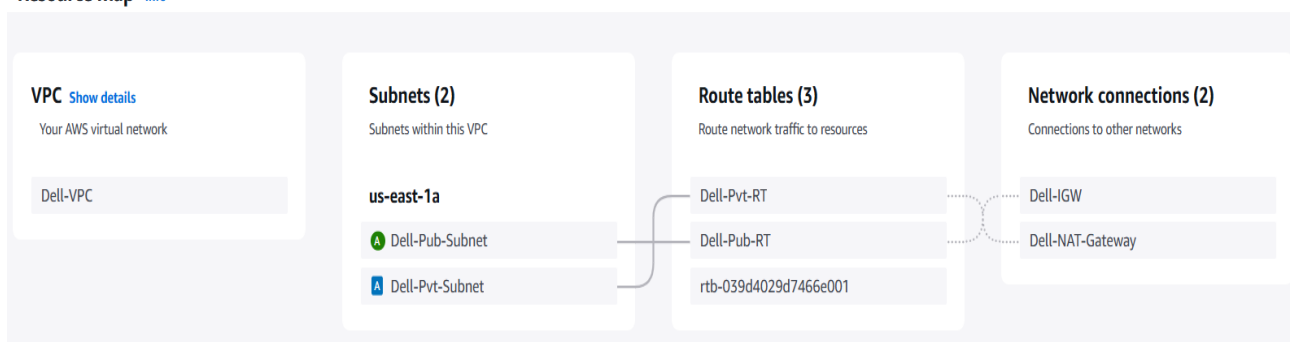 VPC Show details
Your AWS virtual network
Dell-VPC
Subnets (2)
Subnets within this VPC
us-east-1a
A Dell-Pub-Subnet
A Dell-Pvt-Subnet
Route tables (3)
Route network traffic to resources
Dell-Pvt-RT
Dell-Pub-RT
rtb-039d4029d7466e001
Network connections (2)
Connections to other networks
Dell-IGW
Dell-NAT-Gateway